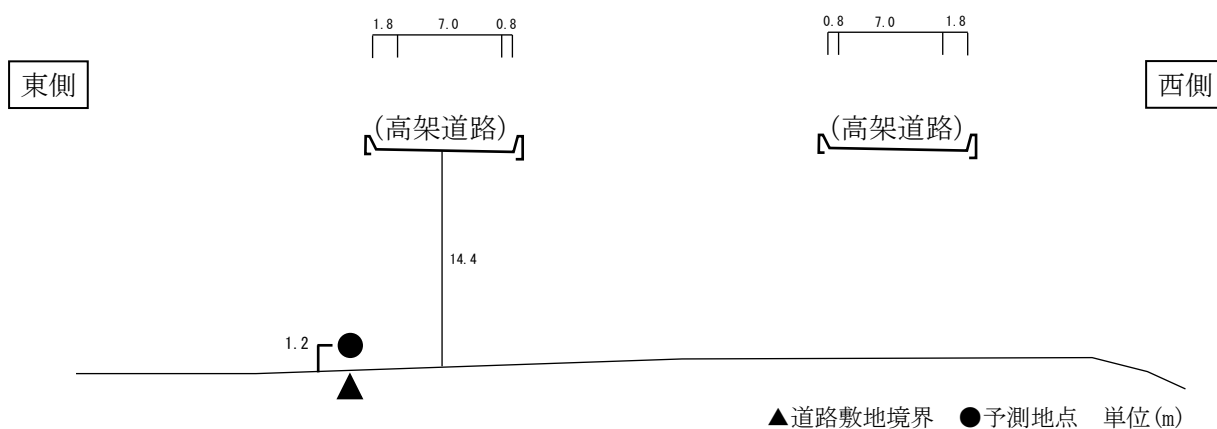 1.8 7.0 0.8
0.8 7.0 1.8
東側
西側
(高架道路)
(高架道路)
14.4
1.2
▲道路敷地境界 ●予測地点 単位(m)